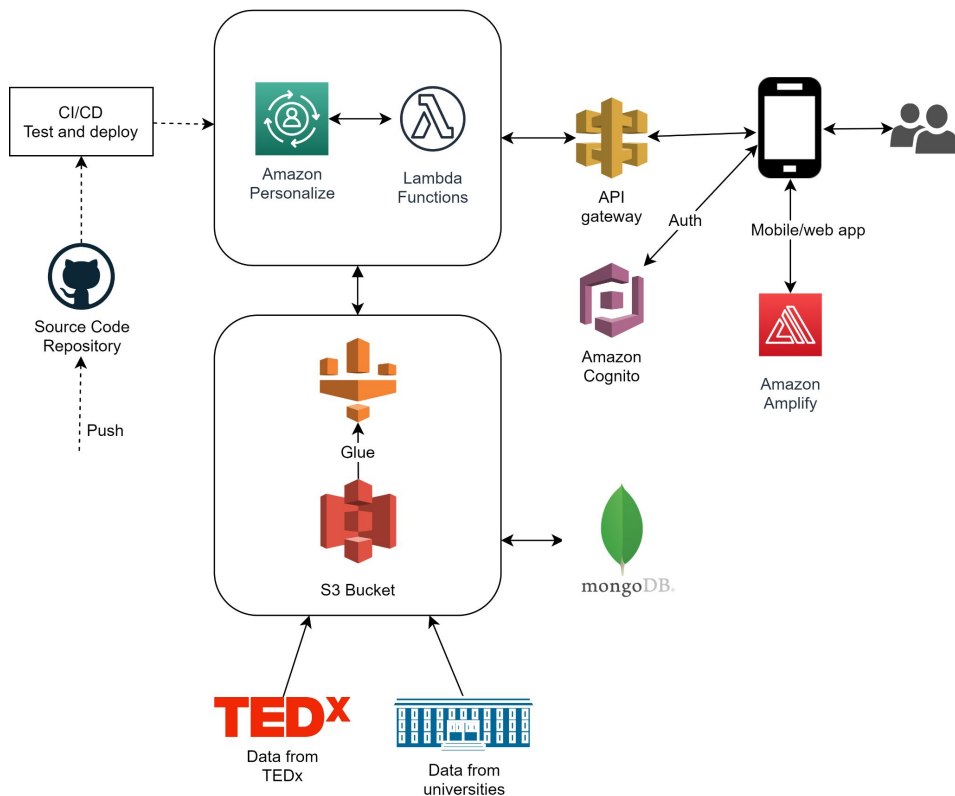 CI/CD
Test and deploy
Amazon
Personalize
Lambda
Functions
API
gateway
Auth
Mobile/web app
Source Code
Repository
Push
Amazon
Cognito
Amazon
Amplify
Glue
S3 Bucket
mongoDB.
TEDx
Data from
TEDx
Data from
universities